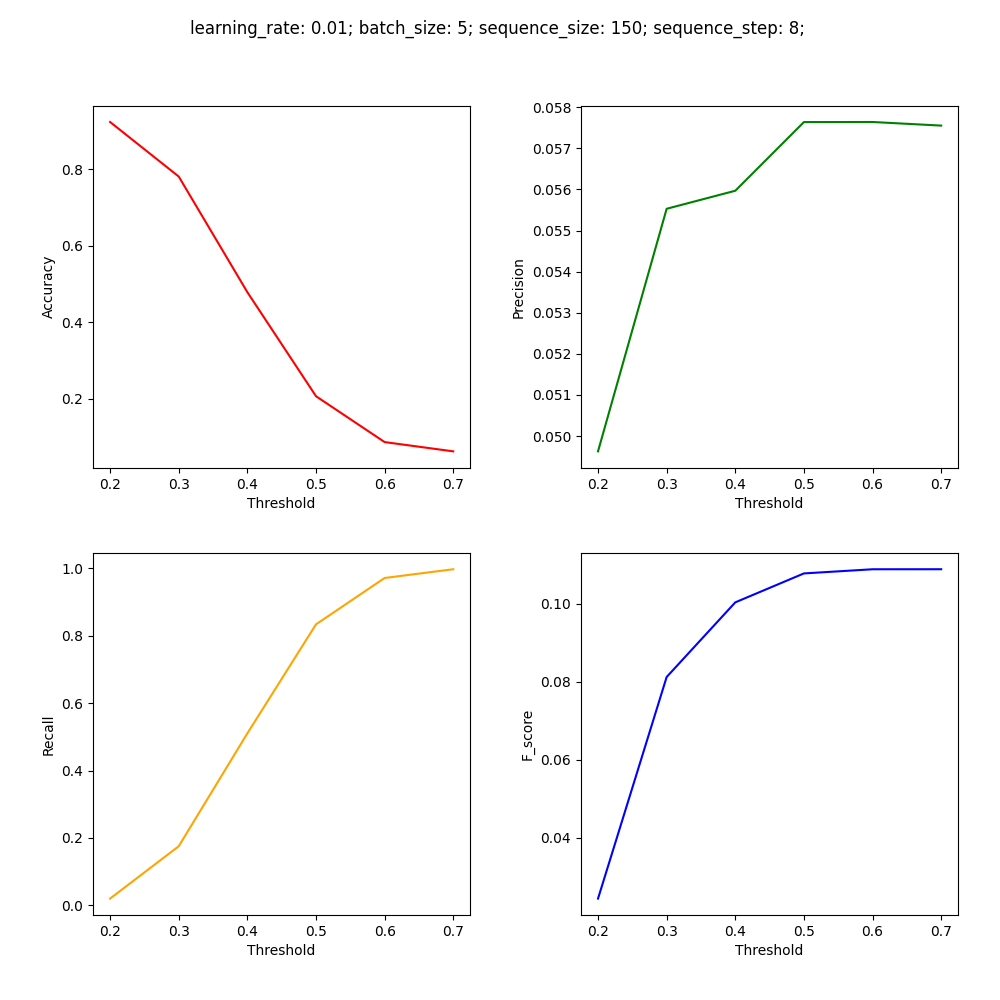 learning_rate: 0.01; batch_size: 5; sequence_size: 150; sequence_step: 8;
Accuracy
0.8
0.6
0.4
0.2
0.2 0.3 0.4 0.5 0.6 0.7
Threshold
Precision
0.058
0.057
0.056
0.055
0.054
0.053
0.052
0.051
0.050
0.2 0.3 0.4 0.5 0.6 0.7
Threshold
Recall
1.0
0.8
0.6
0.4
0.2
0.0
0.2 0.3 0.4 0.5 0.6 0.7
Threshold
F_score
0.10
0.08
0.06
0.04
0.2 0.3 0.4 0.5 0.6 0.7
Threshold